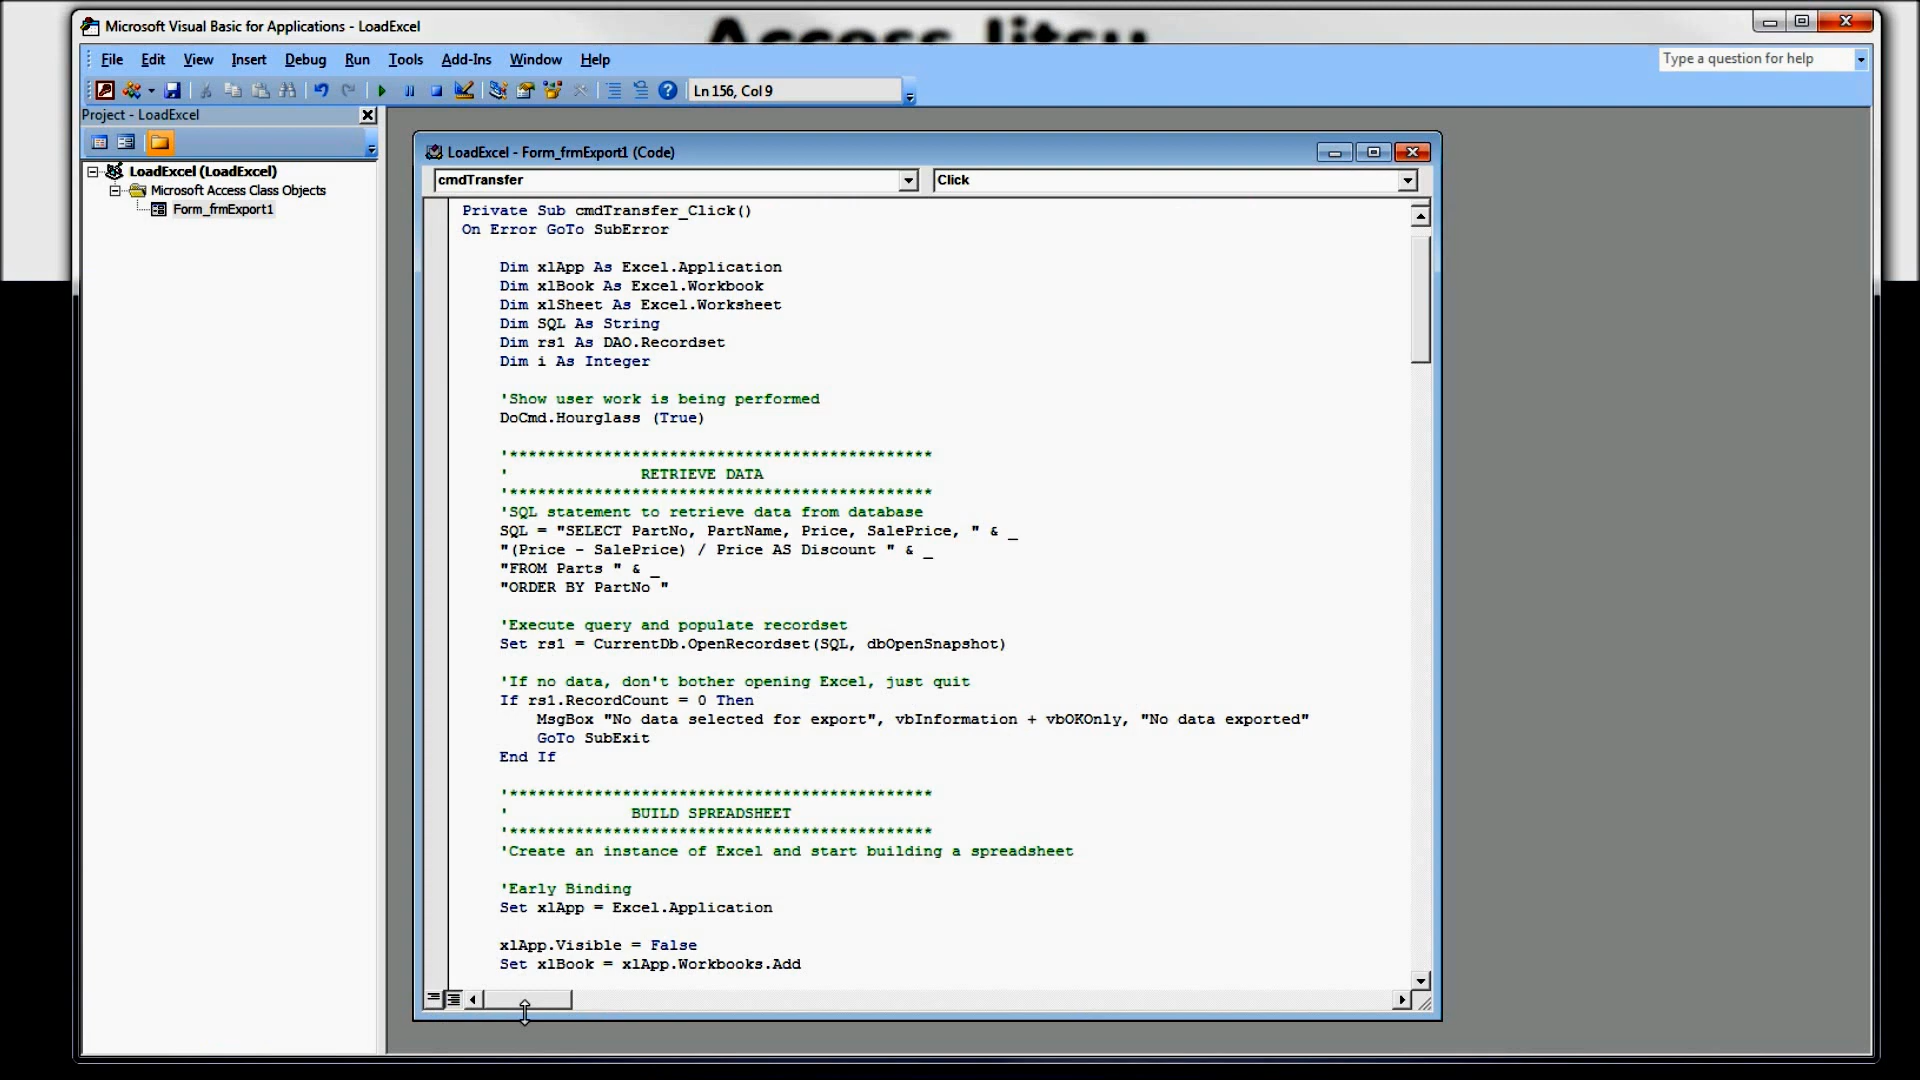 Access Jitsu
Microsoft Visual Basic for Applications - LoadExcel
File Edit View Insert Debug Run Tools Add-Ins Window Help
Type a question for help
Ln 156, Col 9
Project - LoadExcel
LoadExcel (LoadExcel)
Microsoft Access Class Objects
Form_frmExport1
LoadExcel - Form_frmExport1 (Code)
cmdTransfer
Click
Private Sub cmdTransfer_Click()
On Error GoTo SubError
Dim xlApp As Excel.Application
Dim xlBook As Excel.Workbook
Dim xlSheet As Excel.Worksheet
Dim SQL As String
Dim rs1 As DAO.Recordset
Dim i As Integer
'Show user work is being performed
DoCmd.Hourglass (True)
'*********************************************
' RETRIEVE DATA
'*********************************************
'SQL statement to retrieve data from database
SQL = "SELECT PartNo, PartName, Price, SalePrice, " & _
"(Price - SalePrice) / Price AS Discount " & _
"FROM Parts " & _
"ORDER BY PartNo "
'Execute query and populate recordset
Set rs1 = CurrentDb.OpenRecordset(SQL, dbOpenSnapshot)
'If no data, don't bother opening Excel, just quit
If rs1.RecordCount = 0 Then
MsgBox "No data selected for export", vbInformation + vbOKOnly, "No data exported"
GoTo SubExit
End If
'*********************************************
' BUILD SPREADSHEET
'*********************************************
'Create an instance of Excel and start building a spreadsheet
'Early Binding
Set xlApp = Excel.Application
xlApp.Visible = False
Set xlBook = xlApp.Workbooks.Add